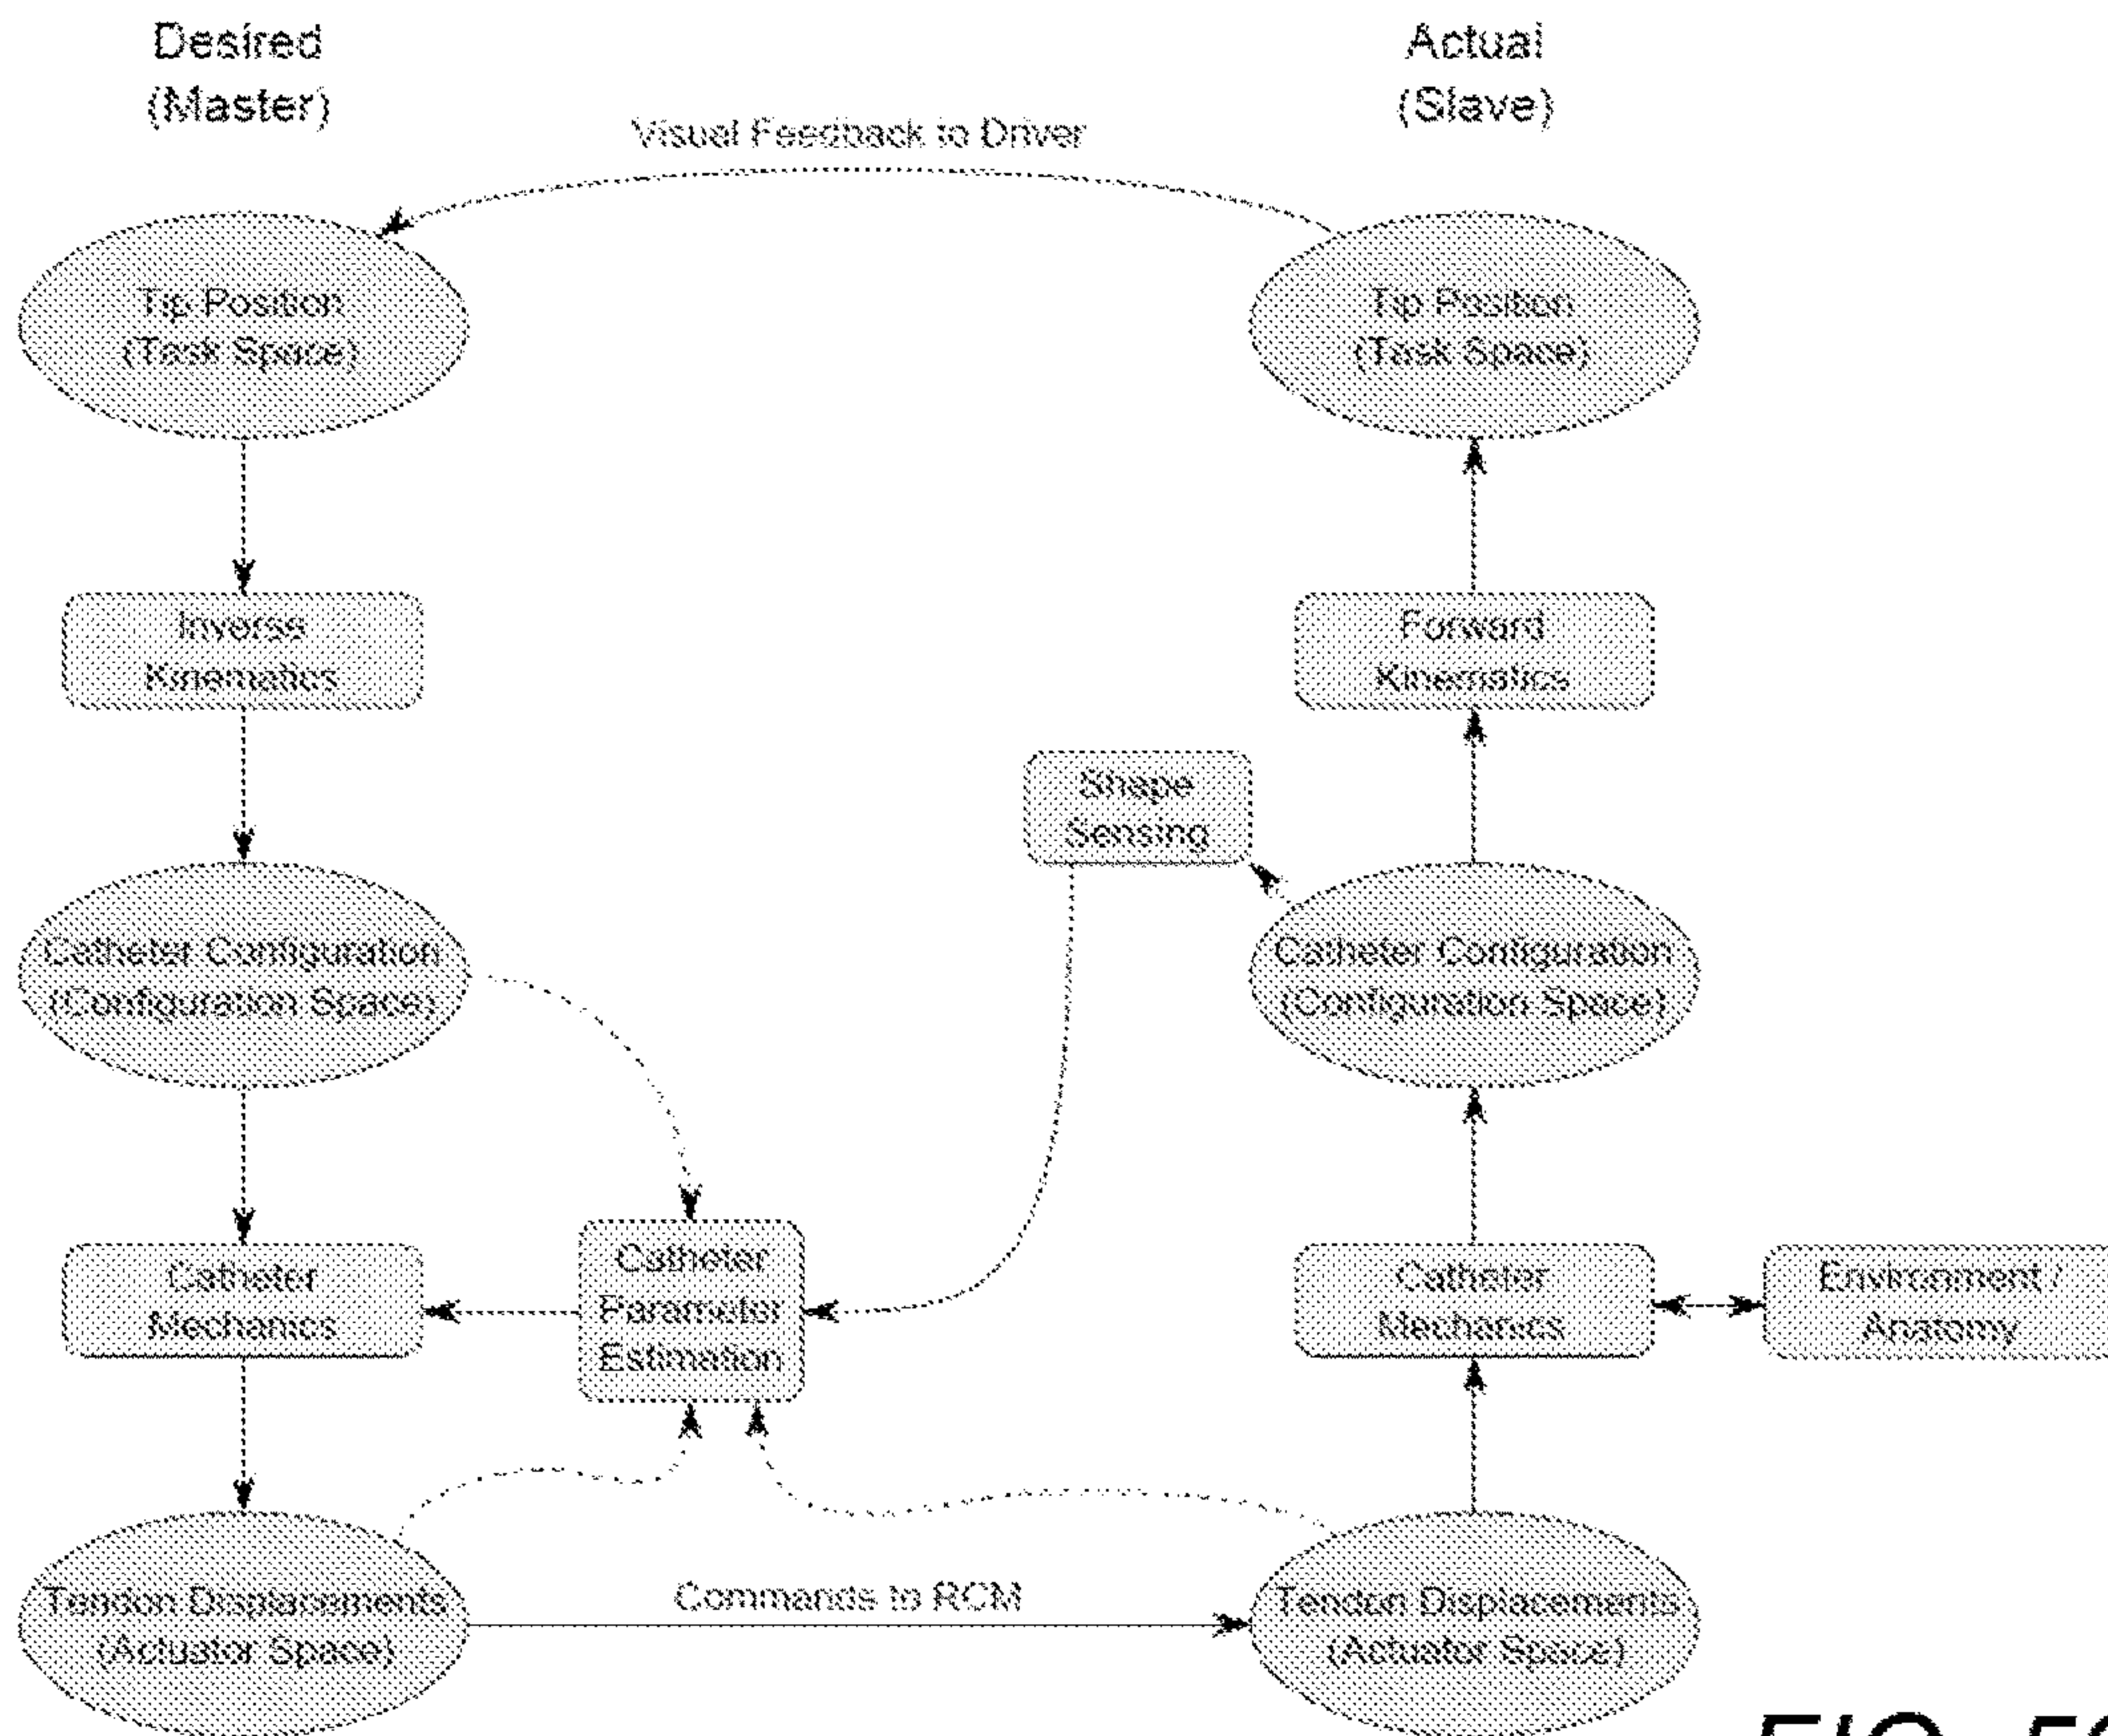 Desired
(Master)
Actual
(Slave)
Visual Feedback to Driver
Tip Position
(Task Space)
Tip Position
(Task Space)
Inverse
Kinematics
Forward
Kinematics
Shape
Sensing
Catheter Configuration
(Configuration Space)
Catheter Configuration
(Configuration Space)
Catheter
Mechanics
Catheter
Parameter
Estimation
Catheter
Mechanics
Environment /
Anatomy
Commands to RCM
Tendon Displacements
(Actuator Space)
Tendon Displacements
(Actuator Space)